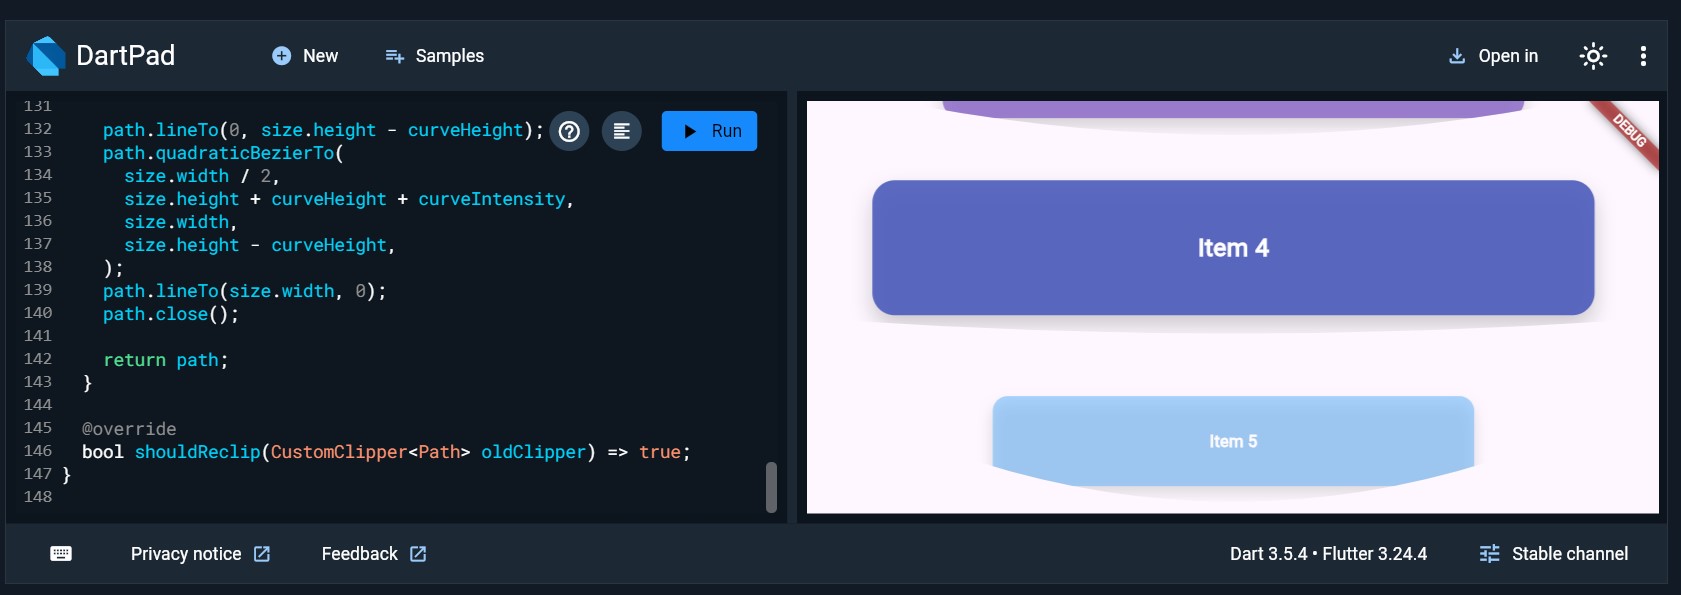 DartPad
New
Samples
Open in
131
132 path.lineTo(0, size.height - curveHeight);
Run
133 path.quadraticBezierTo(
134 size.width / 2,
135 size.height + curveHeight + curveIntensity,
136 size.width,
137 size.height - curveHeight,
138 );
139 path.lineTo(size.width, 0);
140 path.close();
141
142 return path;
143 }
144
145 @override
146 bool shouldReclip(CustomClipper<Path> oldClipper) => true;
147 }
148
DEBUG
Item 4
Item 5
Privacy notice
Feedback
Dart 3.5.4 • Flutter 3.24.4
Stable channel